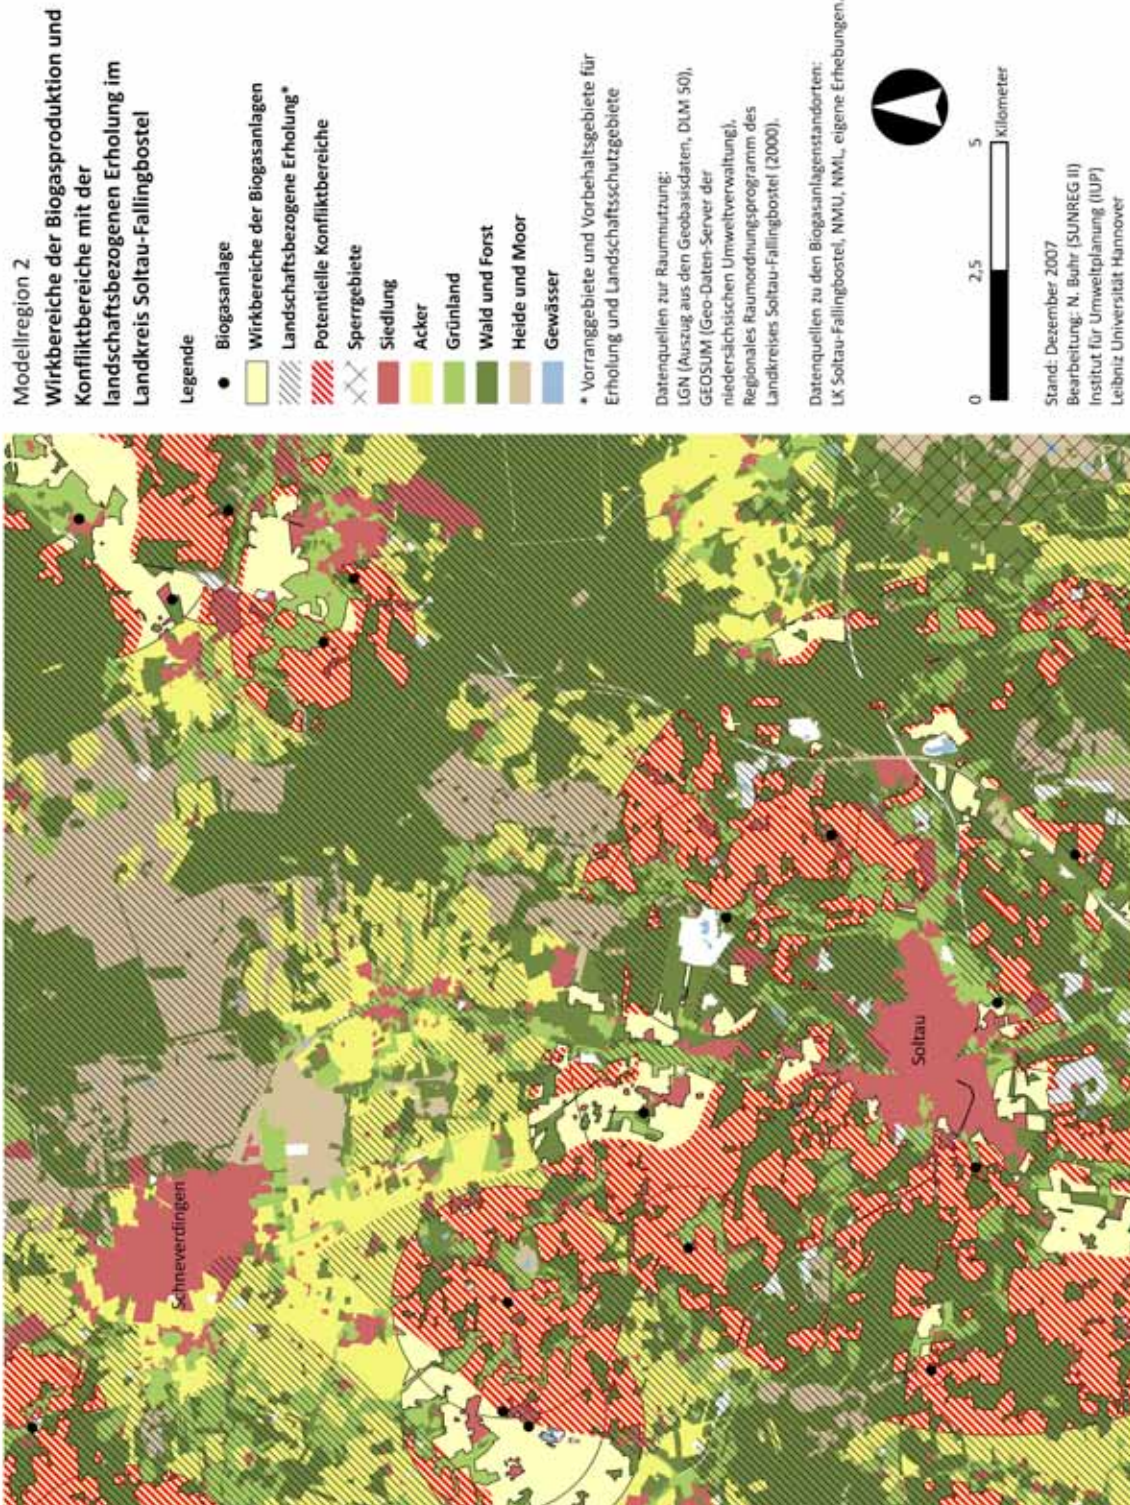 Modellregion 2
Wirkbereiche der Biogasproduktion und
Konfliktbereiche mit der
landschaftsbezogenen Erholung im
Landkreis Soltau-Fallingbostel
Legende
Biogasanlage
Wirkbereiche der Biogasanlagen
Landschaftsbezogene Erholung*
Potentielle Konfliktbereiche
Sperrgebiete
Siedlung
Acker
Grünland
Wald und Forst
Heide und Moor
Gewässer
* Vorranggebiete und Vorbehaltsgebiete für
Erholung und Landschaftsschutzgebiete
Datenquellen zur Raumnutzung:
LGN (Auszug aus den Geobasisdaten, DLM 50),
GEOSUM (Geo-Daten-Server der
niedersächsischen Umweltverwaltung),
Regionales Raumordnungsprogramm des
Landkreises Soltau-Fallingbostel (2000).
Datenquellen zu den Biogasanlagenstandorten:
LK Soltau-Fallingbostel, NMU, NML, eigene Erhebungen.
0 2,5 5
Kilometer
Stand: Dezember 2007
Bearbeitung: N. Buhr (SUNREG II)
Institut für Umweltplanung (IUP)
Leibniz Universität Hannover
Schneverdingen
Soltau